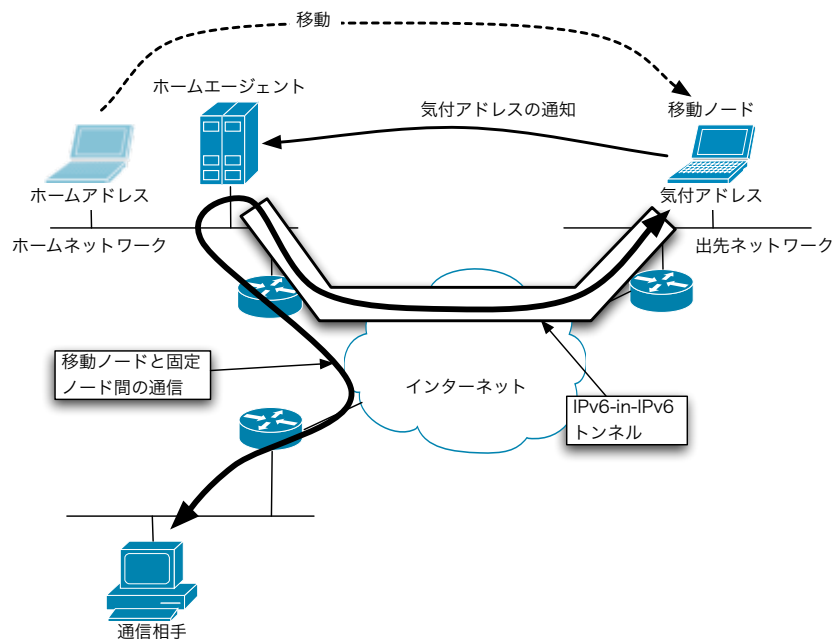 移動
ホームエージェント
移動ノード
気付アドレスの通知
ホームアドレス
気付アドレス
ホームネットワーク
出先ネットワーク
移動ノードと固定
ノード間の通信
インターネット
IPv6-in-IPv6
トンネル
通信相手